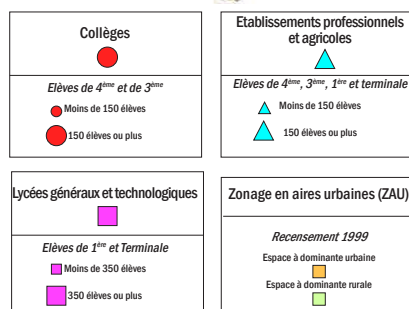 Collèges
Elèves de 4ème et de 3ème
Moins de 150 élèves
150 élèves ou plus
Etablissements professionnels
et agricoles
Elèves de 4ème, 3ème, 1ère et terminale
Moins de 150 élèves
150 élèves ou plus
Lycées généraux et technologiques
Elèves de 1ère et Terminale
Moins de 350 élèves
350 élèves ou plus
Zonage en aires urbaines (ZAU)
Recensement 1999
Espace à dominante urbaine
Espace à dominante rurale